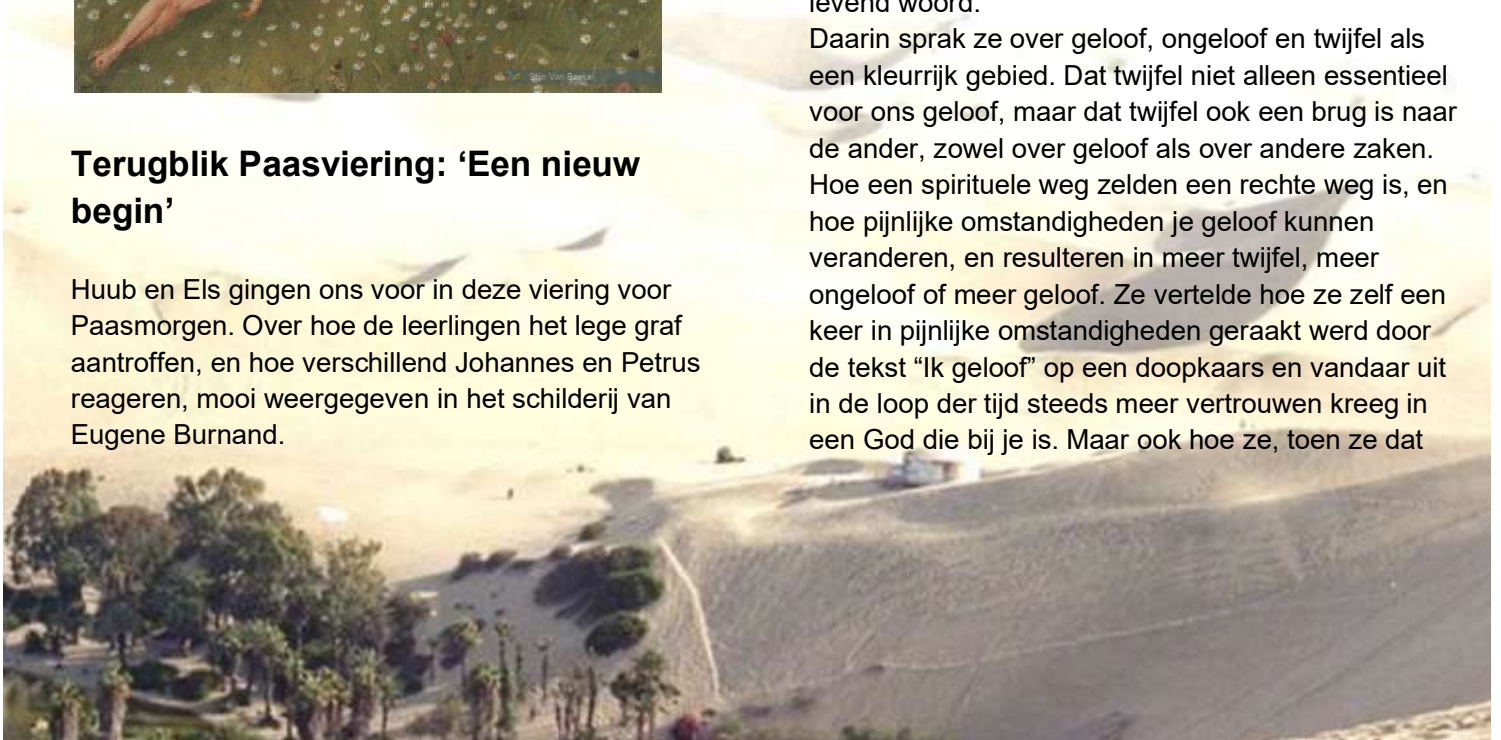 Stijn Van Baekel
Terugblik Paasviering: ‘Een nieuw
begin’
Huub en Els gingen ons voor in deze viering voor
Paasmorgen. Over hoe de leerlingen het lege graf
aantroffen, en hoe verschillend Johannes en Petrus
reageren, mooi weergegeven in het schilderij van
Eugene Burnand.
levend woord.
Daarin sprak ze over geloof, ongeloof en twijfel als
een kleurrijk gebied. Dat twijfel niet alleen essentieel
voor ons geloof, maar dat twijfel ook een brug is naar
de ander, zowel over geloof als over andere zaken.
Hoe een spirituele weg zelden een rechte weg is, en
hoe pijnlijke omstandigheden je geloof kunnen
veranderen, en resulteren in meer twijfel, meer
ongeloof of meer geloof. Ze vertelde hoe ze zelf een
keer in pijnlijke omstandigheden geraakt werd door
de tekst “Ik geloof” op een doopkaars en vandaar uit
in de loop der tijd steeds meer vertrouwen kreeg in
een God die bij je is. Maar ook hoe ze, toen ze dat